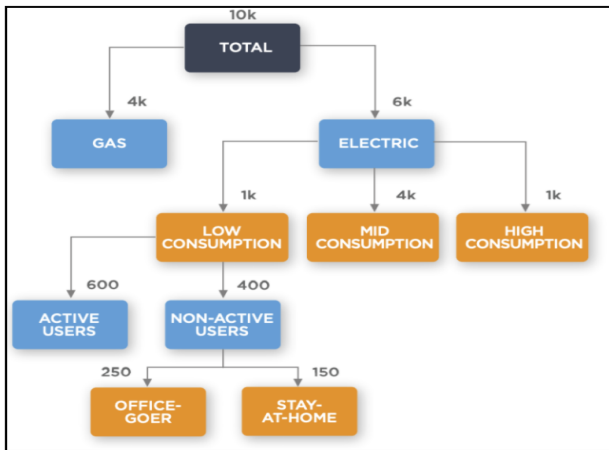 10k
TOTAL
4k
6k
GAS
ELECTRIC
1k
4k
1k
LOW
CONSUMPTION
MID
CONSUMPTION
HIGH
CONSUMPTION
600
400
ACTIVE
USERS
NON-ACTIVE
USERS
250
150
OFFICE-
GOER
STAY-
AT-HOME